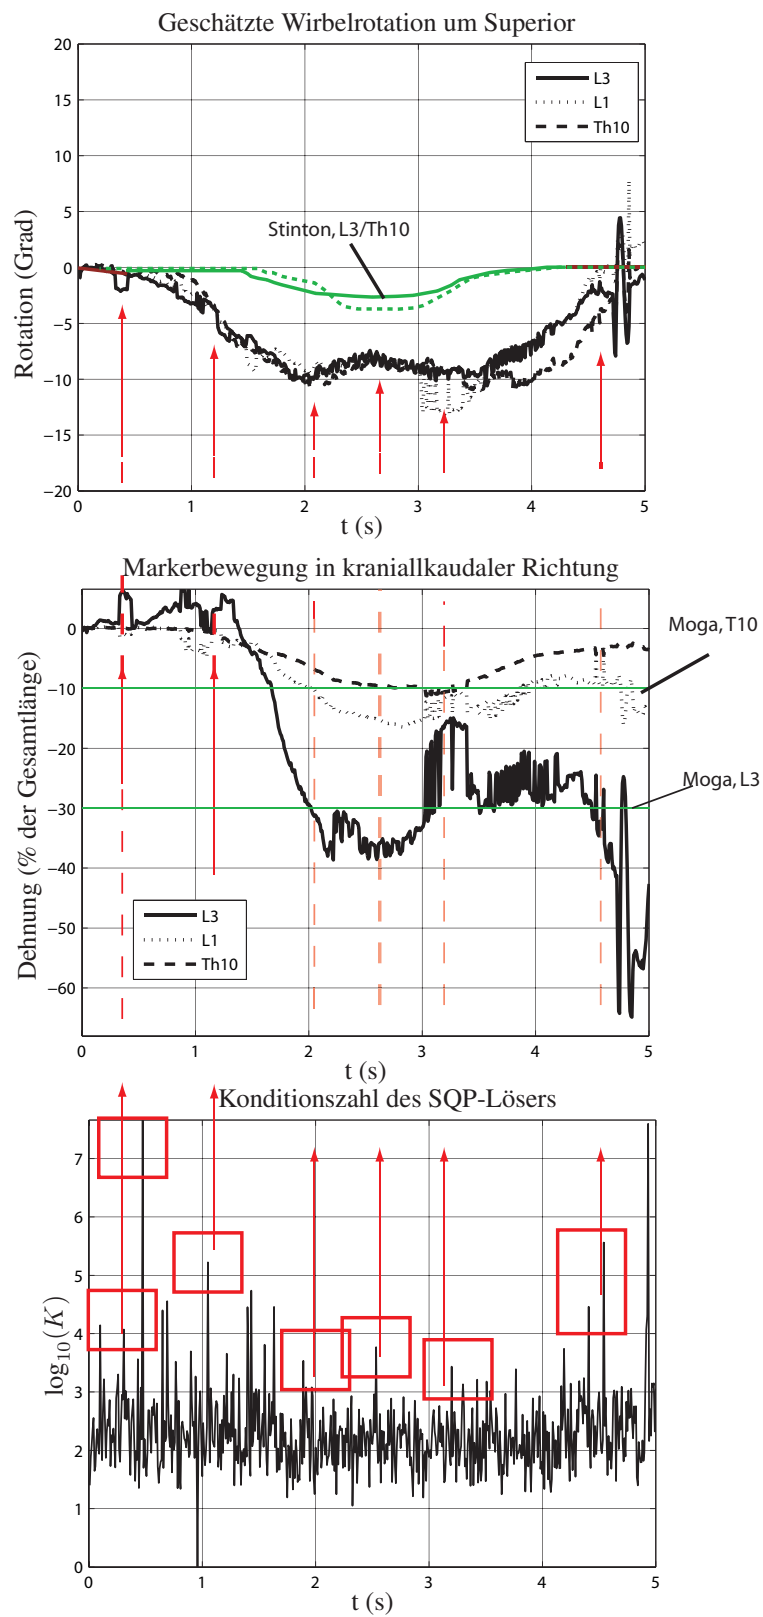 Geschätzte Wirbelrotation um Superior
20
15
10
5
0
−5
−10
−15
−20
Rotation (Grad)
L3
L1
Th10
Stinton, L3/Th10
0 1 2 3 4 5
t (s)
Markerbewegung in kraniallkaudaler Richtung
0
−10
−20
−30
−40
−50
−60
Dehnung (% der Gesamtlänge)
Moga, T10
Moga, L3
L3
L1
Th10
0 1 2 3 4 5
t (s)
Konditionszahl des SQP-Lösers
7
6
5
4
3
2
1
0
log₁₀(K)
0 1 2 3 4 5
t (s)